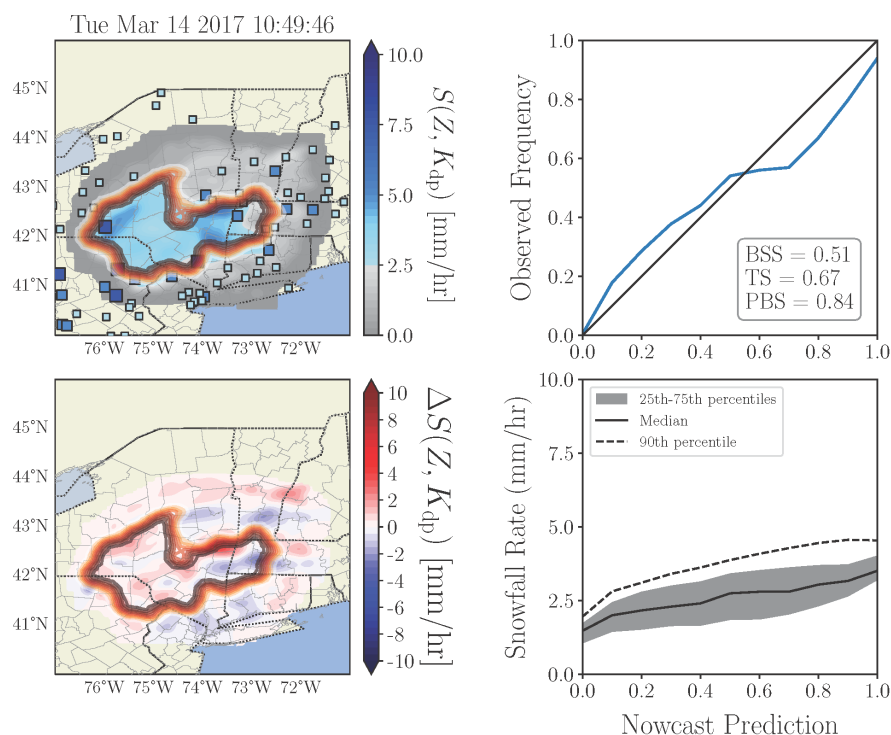 Tue Mar 14 2017 10:49:46
45°N
44°N
43°N
42°N
41°N
76°W 75°W 74°W 73°W 72°W
10.0
7.5
5.0
2.5
0.0
S(Z, K_dp) [mm/hr]
1.0
0.8
0.6
0.4
0.2
0.0
Observed Frequency
BSS = 0.51
TS = 0.67
PBS = 0.84
0.0 0.2 0.4 0.6 0.8 1.0
45°N
44°N
43°N
42°N
41°N
76°W 75°W 74°W 73°W 72°W
10
8
6
4
2
0
-2
-4
-6
-8
-10
ΔS(Z, K_dp) [mm/hr]
10.0
7.5
5.0
2.5
0.0
Snowfall Rate (mm/hr)
25th-75th percentiles
Median
90th percentile
0.0 0.2 0.4 0.6 0.8 1.0
Nowcast Prediction